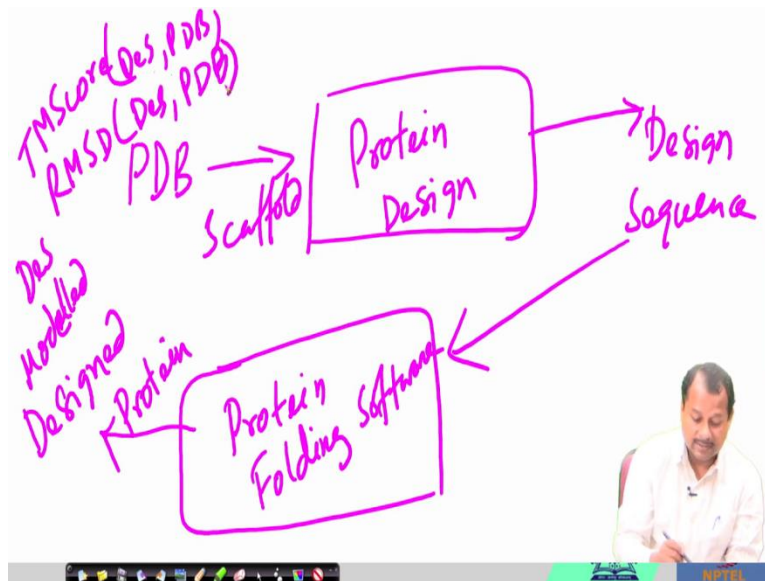 TMScore(Des, PDB)
RMSD(Des, PDB)
PDB
Scaffold
Protein
Design
Design
Sequence
Protein
Folding Software
Des
Modelled
Designed
Protein
NPTEL